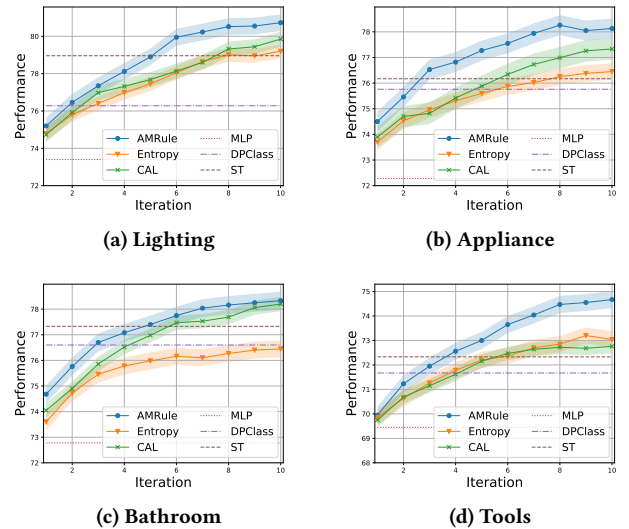 80
78
76
74
72
2 4 6 8 10
Performance
Iteration
AMRule
Entropy
CAL
MLP
DPClass
ST
(a) Lighting
78
77
76
75
74
73
72
2 4 6 8 10
Performance
Iteration
AMRule
Entropy
CAL
MLP
DPClass
ST
(b) Appliance
78
77
76
75
74
73
72
2 4 6 8 10
Performance
Iteration
AMRule
Entropy
CAL
MLP
DPClass
ST
(c) Bathroom
75
74
73
72
71
70
69
68
2 4 6 8 10
Performance
Iteration
AMRule
Entropy
CAL
MLP
DPClass
ST
(d) Tools